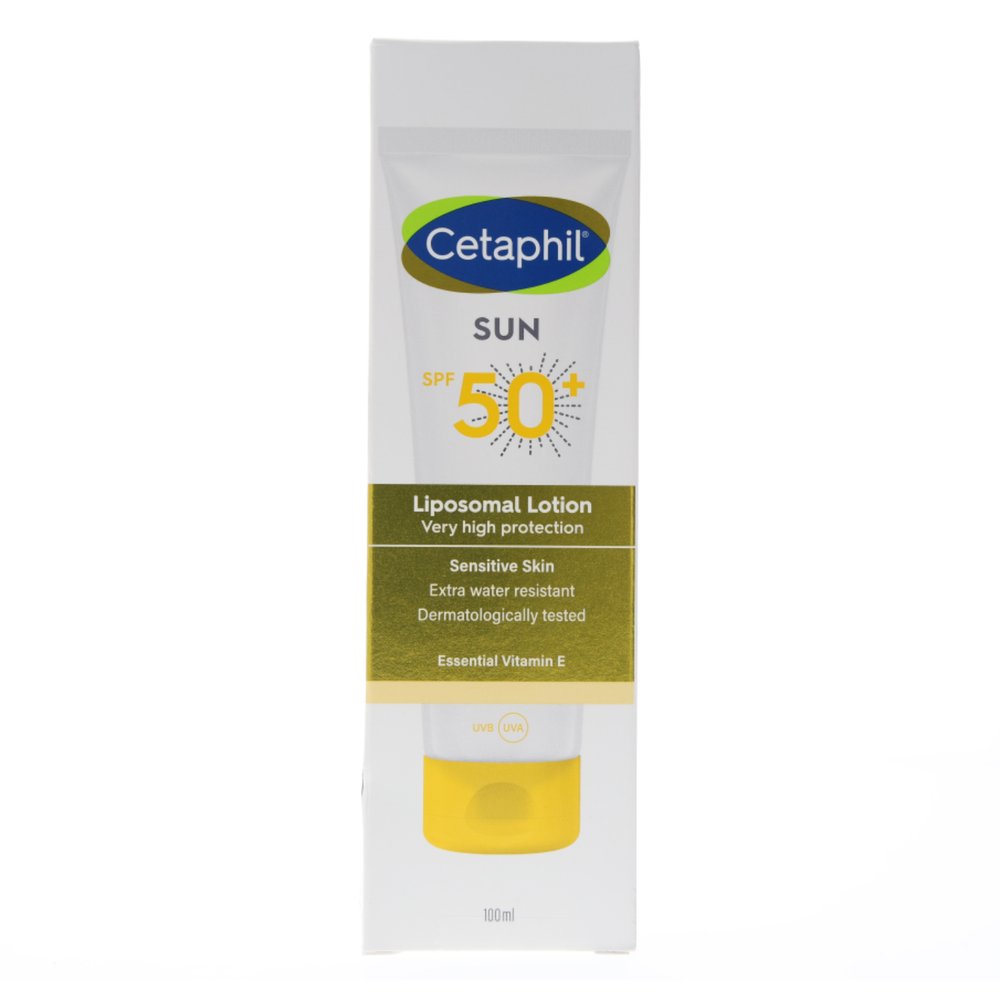 Cetaphil®
SUN
SPF 50+
Liposomal Lotion
Very high protection
Sensitive Skin
Extra water resistant
Dermatologically tested
Essential Vitamin E
UVB UVA
100ml